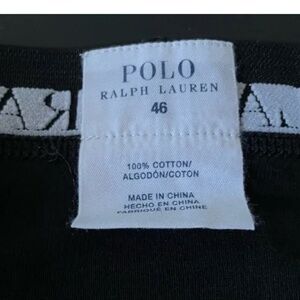 POLO
RALPH LAUREN
46
100% COTTON/
ALGODÓN/COTON
MADE IN CHINA
HECHO EN CHINA
FABRIQUÉ EN CHINE